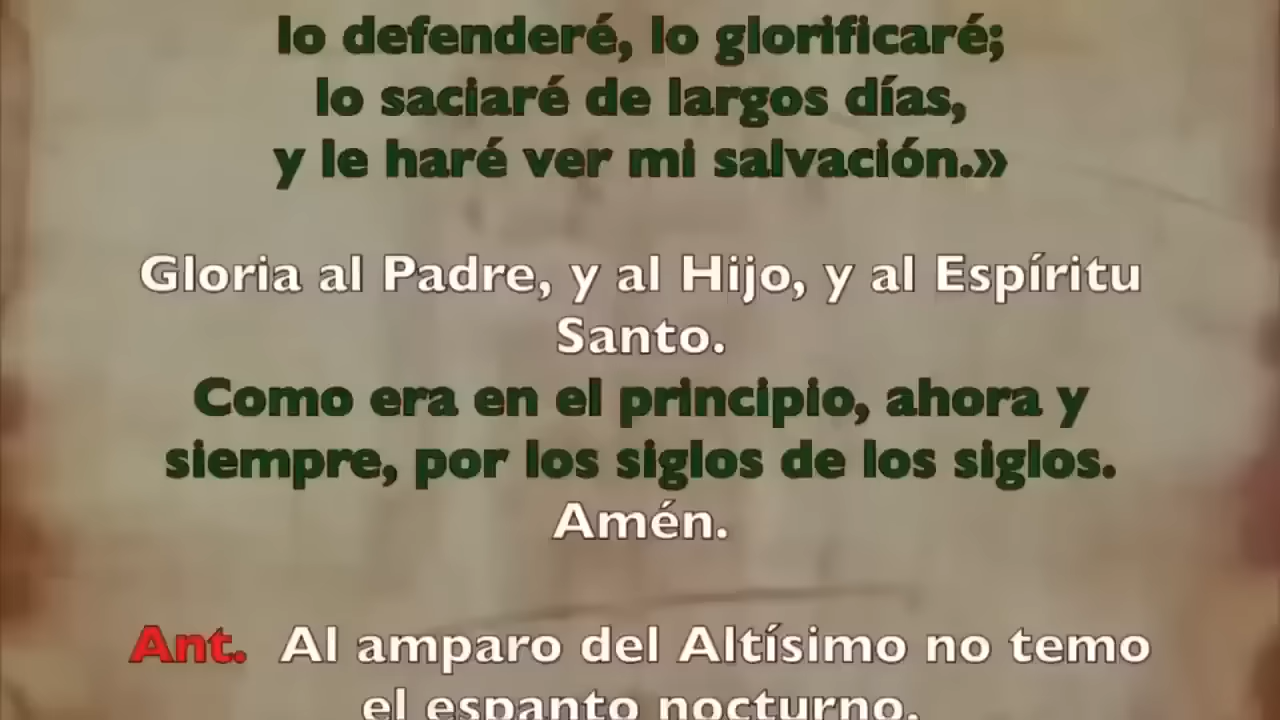 lo defenderé, lo glorificaré;
lo saciaré de largos días,
y le haré ver mi salvación.»
Gloria al Padre, y al Hijo, y al Espíritu
Santo.
Como era en el principio, ahora y
siempre, por los siglos de los siglos.
Amén.
Ant. Al amparo del Altísimo no temo
el espanto nocturno.